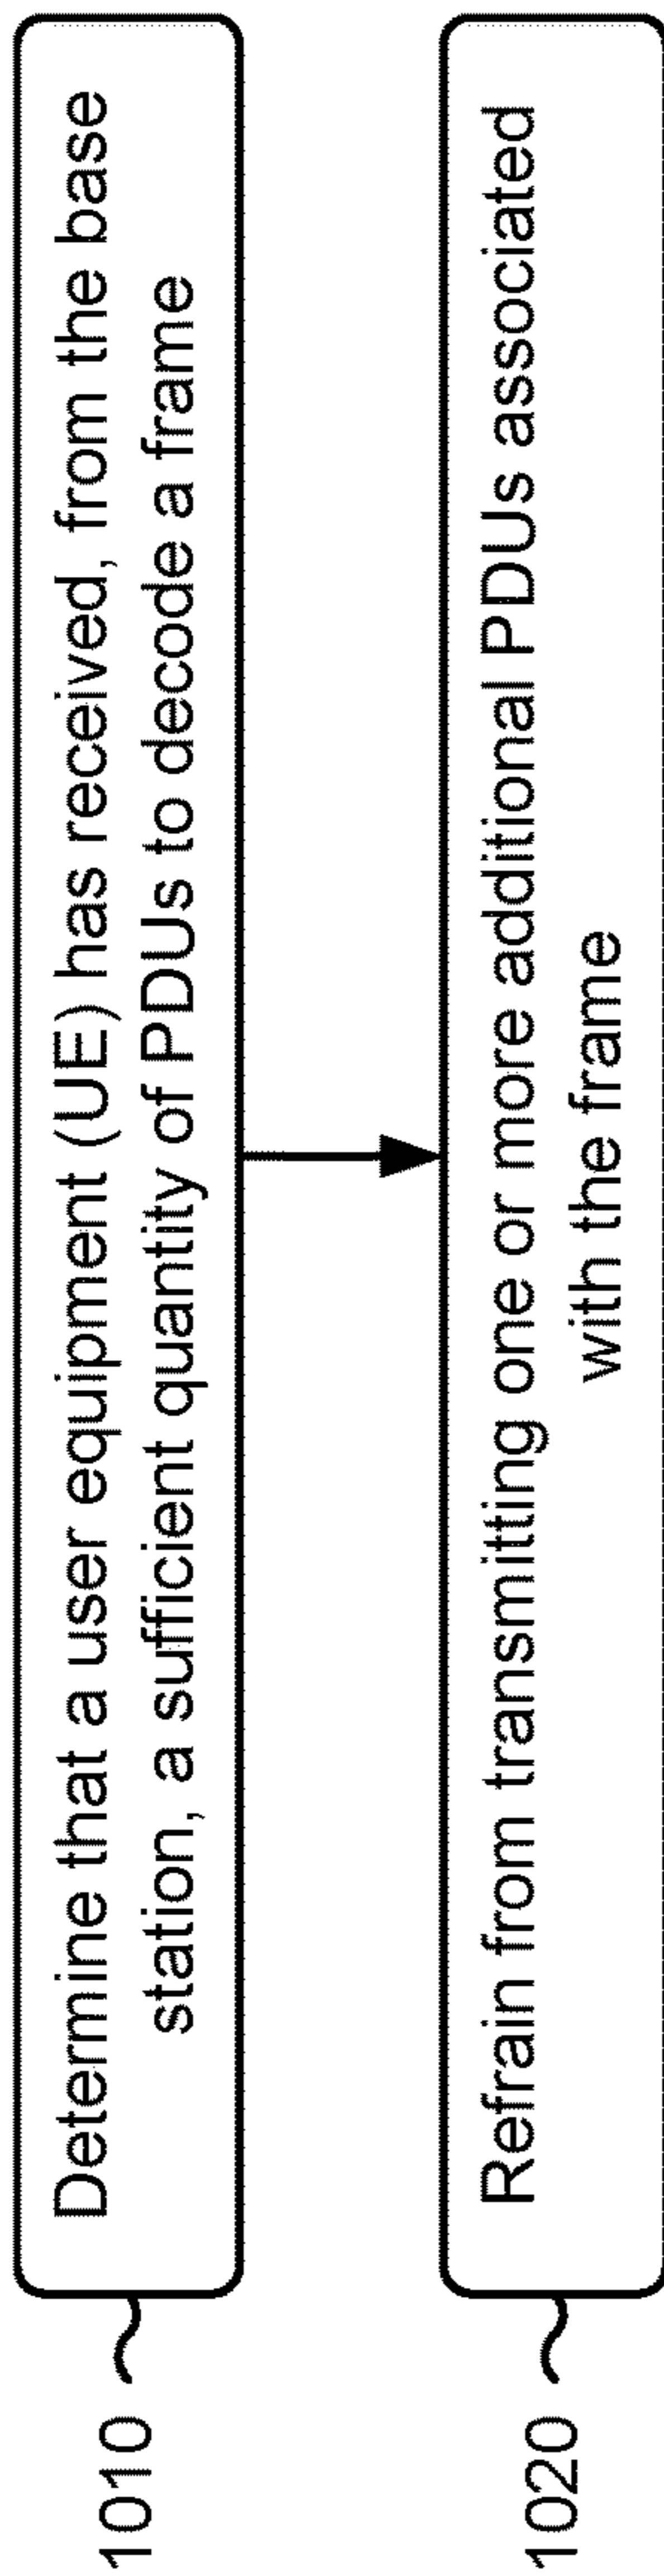 1010
Determine that a user equipment (UE) has received, from the base
station, a sufficient quantity of PDUs to decode a frame
1020
Refrain from transmitting one or more additional PDUs associated
with the frame